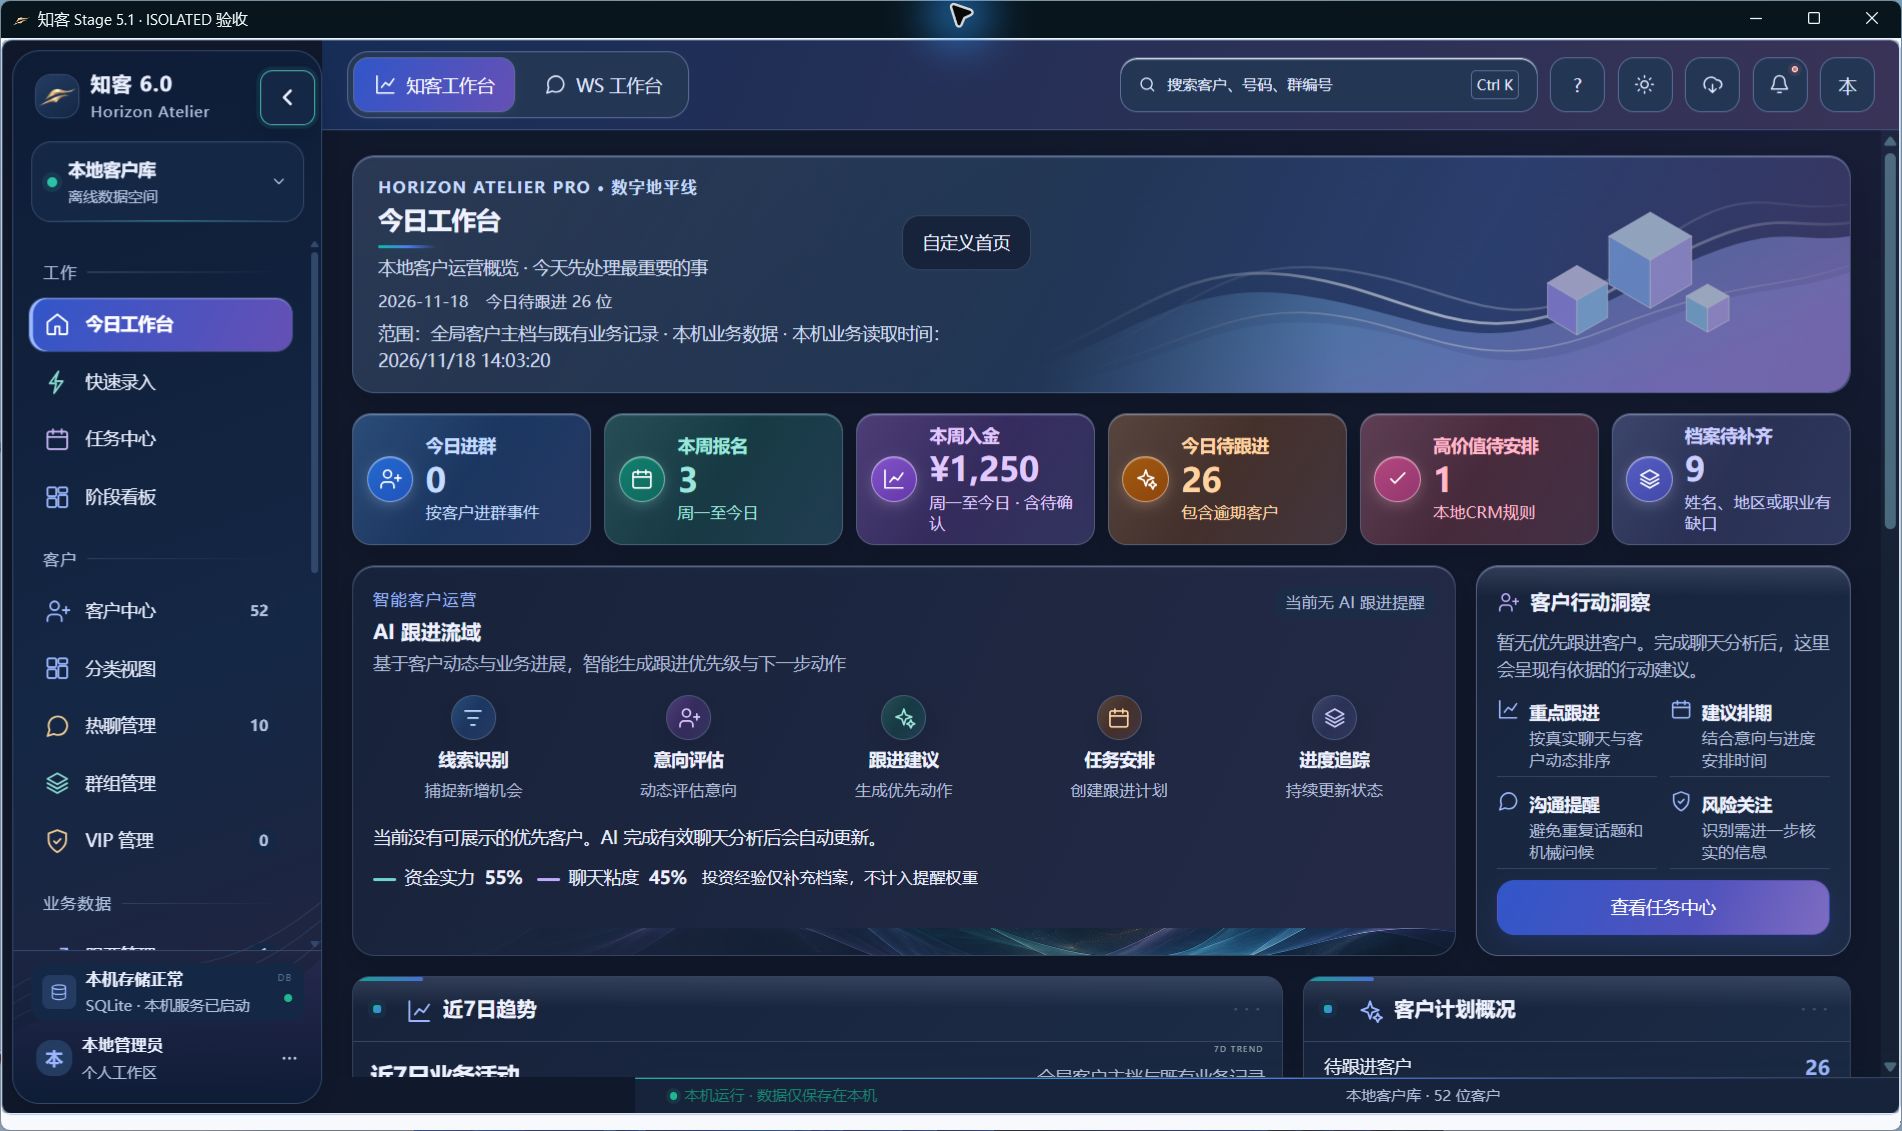 知客 Stage 5.1 · ISOLATED 验收
知客 6.0
Horizon Atelier
本地客户库
离线数据空间
工作
今日工作台
快速录入
任务中心
阶段看板
客户
客户中心 52
分类视图
热聊管理 10
群组管理
VIP 管理 0
业务数据
本机存储正常 DB
SQLite · 本机服务已启动
本 本地管理员 ···
个人工作区
知客工作台 WS 工作台
搜索客户、号码、群编号 Ctrl K ? 本
HORIZON ATELIER PRO • 数字地平线
今日工作台
自定义首页
本地客户运营概览 · 今天先处理最重要的事
2026-11-18 今日待跟进 26 位
范围：全局客户主档与既有业务记录 · 本机业务数据 · 本机业务读取时间：
2026/11/18 14:03:20
今日进群
0
按客户进群事件
本周报名
3
周一至今日
本周入金
¥1,250
周一至今日 · 含待确
认
今日待跟进
26
包含逾期客户
高价值待安排
1
本地CRM规则
档案待补齐
9
姓名、地区或职业有
缺口
智能客户运营
当前无 AI 跟进提醒
AI 跟进流域
基于客户动态与业务进展，智能生成跟进优先级与下一步动作
线索识别
捕捉新增机会
意向评估
动态评估意向
跟进建议
生成优先动作
任务安排
创建跟进计划
进度追踪
持续更新状态
当前没有可展示的优先客户。AI 完成有效聊天分析后会自动更新。
资金实力 55% 聊天粘度 45% 投资经验仅补充档案，不计入提醒权重
客户行动洞察
暂无优先跟进客户。完成聊天分析后，这里
会呈现有依据的行动建议。
重点跟进
按真实聊天与客
户动态排序
建议排期
结合意向与进度
安排时间
沟通提醒
避免重复话题和
机械问候
风险关注
识别需进一步核
实的信息
查看任务中心
近7日趋势 ···
7D TREND
近7日业务活动
全局客户主档与既有业务记录
客户计划概况 ···
待跟进客户 26
本机运行 · 数据仅保存在本机
本地客户库 · 52 位客户